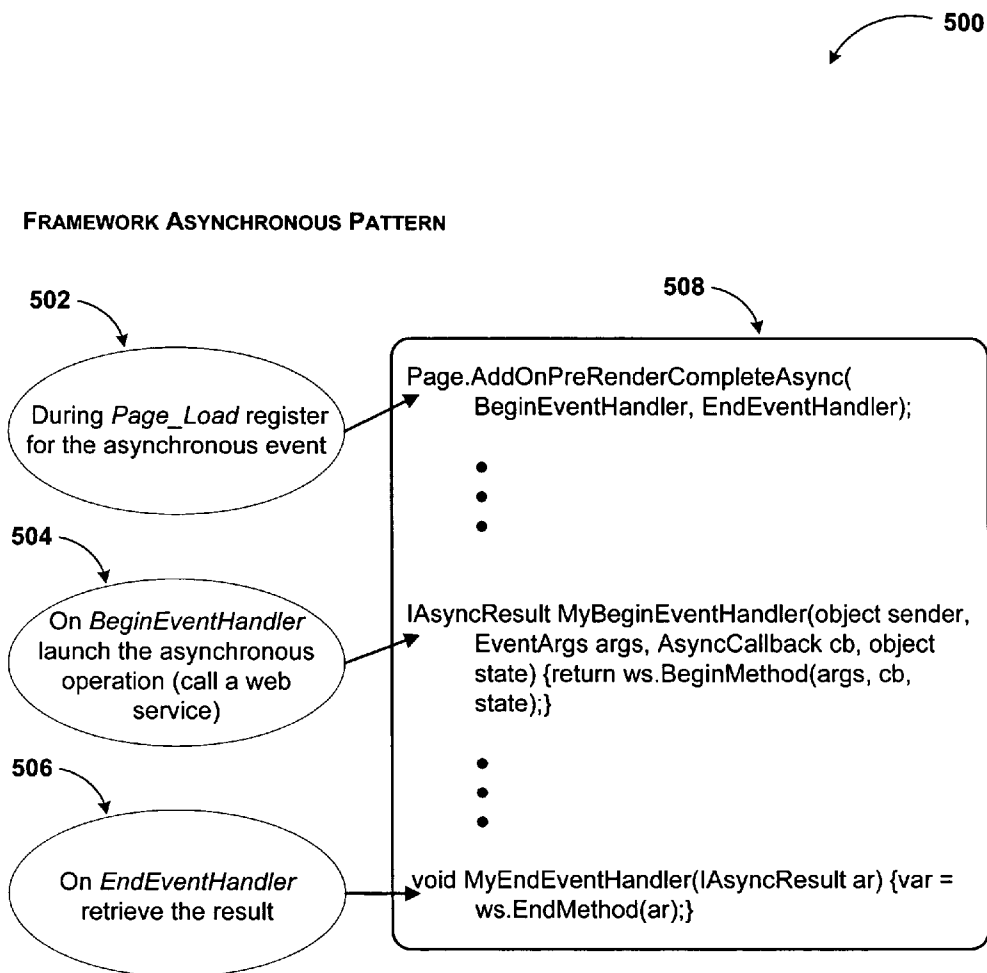 500
FRAMEWORK ASYNCHRONOUS PATTERN
502
508
During Page_Load register
for the asynchronous event
Page.AddOnPreRenderCompleteAsync(
BeginEventHandler, EndEventHandler);
504
On BeginEventHandler
launch the asynchronous
operation (call a web
service)
IAsyncResult MyBeginEventHandler(object sender,
EventArgs args, AsyncCallback cb, object
state) {return ws.BeginMethod(args, cb,
state);}
506
On EndEventHandler
retrieve the result
void MyEndEventHandler(IAsyncResult ar) {var =
ws.EndMethod(ar);}